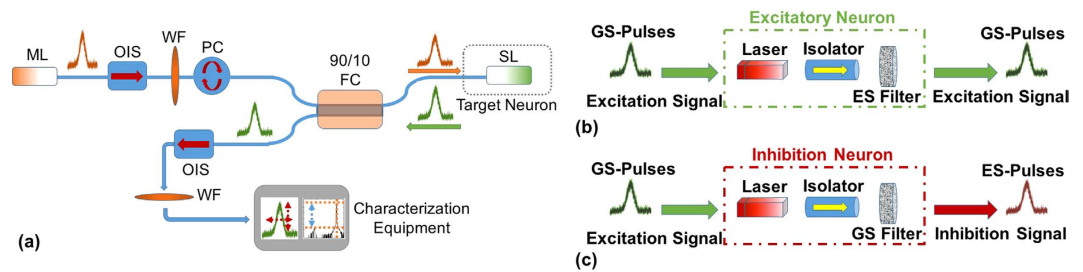 ML
OIS
WF
PC
90/10
FC
SL
Target Neuron
OIS
WF
Characterization
Equipment
(a)
Excitatory Neuron
GS-Pulses
Laser
Isolator
GS-Pulses
Excitation Signal
ES Filter
Excitation Signal
(b)
Inhibition Neuron
GS-Pulses
Laser
Isolator
ES-Pulses
Excitation Signal
GS Filter
Inhibition Signal
(c)